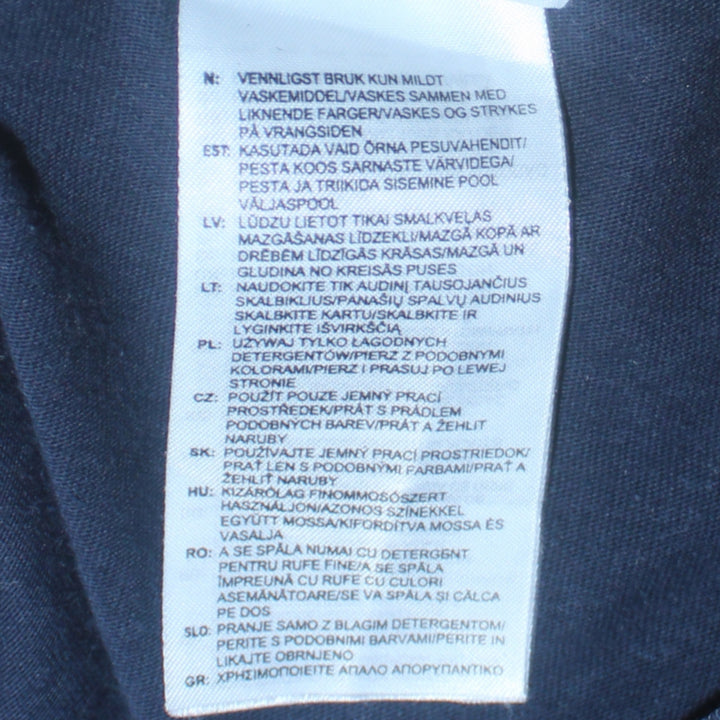 N: VENNLIGST BRUK KUN MILDT
VASKEMIDDEL/VASKES SAMMEN MED
LIKNENDE FARGER/VASKES OG STRYKES
PÅ VRANGSIDEN
EST: KASUTADA VAID ÕRNA PESUVAHENDIT/
PESTA KOOS SARNASTE VÄRVIDEGA/
PESTA JA TRIIKIDA SISEMINE POOL
VÄLJASPOOL
LV: LŪDZU LIETOT TIKAI SMALKVEĻAS
MAZGĀŠANAS LĪDZEKLI/MAZGĀ KOPĀ AR
DRĒBĒM LĪDZĪGĀS KRĀSAS/MAZGĀ UN
GLUDINA NO KREISĀS PUSES
LT: NAUDOKITE TIK AUDINĮ TAUSOJANČIUS
SKALBIKLIUS/PANAŠIŲ SPALVŲ AUDINIUS
SKALBKITE KARTU/SKALBKITE IR
LYGINKITE IŠVIRKŠČIĄ
PL: UŻYWAJ TYLKO ŁAGODNYCH
DETERGENTÓW/PIERZ Z PODOBNYMI
KOLORAMI/PIERZ I PRASUJ PO LEWEJ
STRONIE
CZ: POUŽÍT POUZE JEMNÝ PRACÍ
PROSTŘEDEK/PRÁT S PRÁDLEM
PODOBNÝCH BAREV/PRÁT A ŽEHLIT
NARUBY
SK: POUŽÍVAJTE JEMNÝ PRACÍ PROSTRIEDOK/
PRAŤ LEN S PODOBNÝMI FARBAMI/PRAŤ A
ŽEHLIŤ NARUBY
HU: KIZÁRÓLAG FINOMMOSÓSZERT
HASZNÁLJON/AZONOS SZÍNEKKEL
EGYÜTT MOSSA/KIFORDÍTVA MOSSA ÉS
VASALJA
RO: A SE SPĂLA NUMAI CU DETERGENT
PENTRU RUFE FINE/A SE SPĂLA
ÎMPREUNĂ CU RUFE CU CULORI
ASEMĂNĂTOARE/SE VA SPĂLA ȘI CĂLCA
PE DOS
SLO: PRANJE SAMO Z BLAGIM DETERGENTOM/
PERITE S PODOBNIMI BARVAMI/PERITE IN
LIKAJTE OBRNJENO
GR: ΧΡΗΣΙΜΟΠΟΙΕΙΤΕ ΑΠΑΛΟ ΑΠΟΡΥΠΑΝΤΙΚΟ